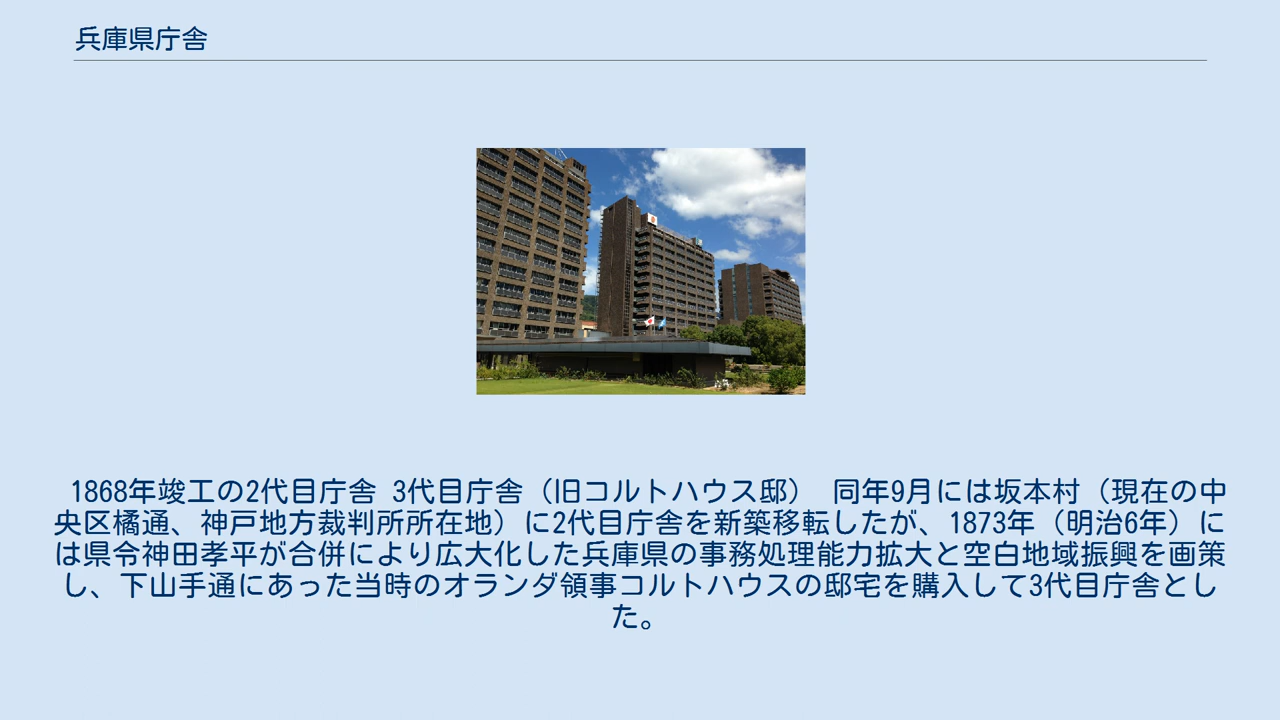 兵庫県庁舎
1868年竣工の2代目庁舎 3代目庁舎（旧コルトハウス邸） 同年9月には坂本村（現在の中
央区橘通、神戸地方裁判所所在地）に2代目庁舎を新築移転したが、1873年（明治6年）に
は県令神田孝平が合併により広大化した兵庫県の事務処理能力拡大と空白地域振興を画策
し、下山手通にあった当時のオランダ領事コルトハウスの邸宅を購入して3代目庁舎とし
た。